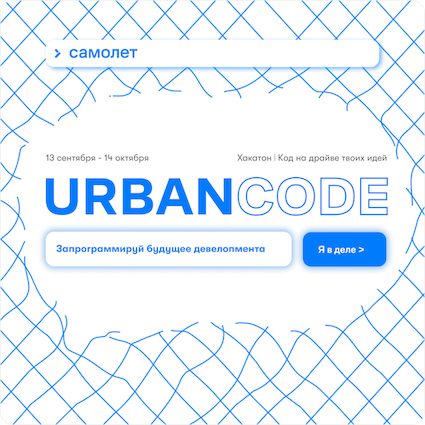 самолет
13 сентября - 14 октября
Хакатон | Код на драйве твоих идей
URBANCODE
Запрограммируй будущее девелопмента
Я в деле >